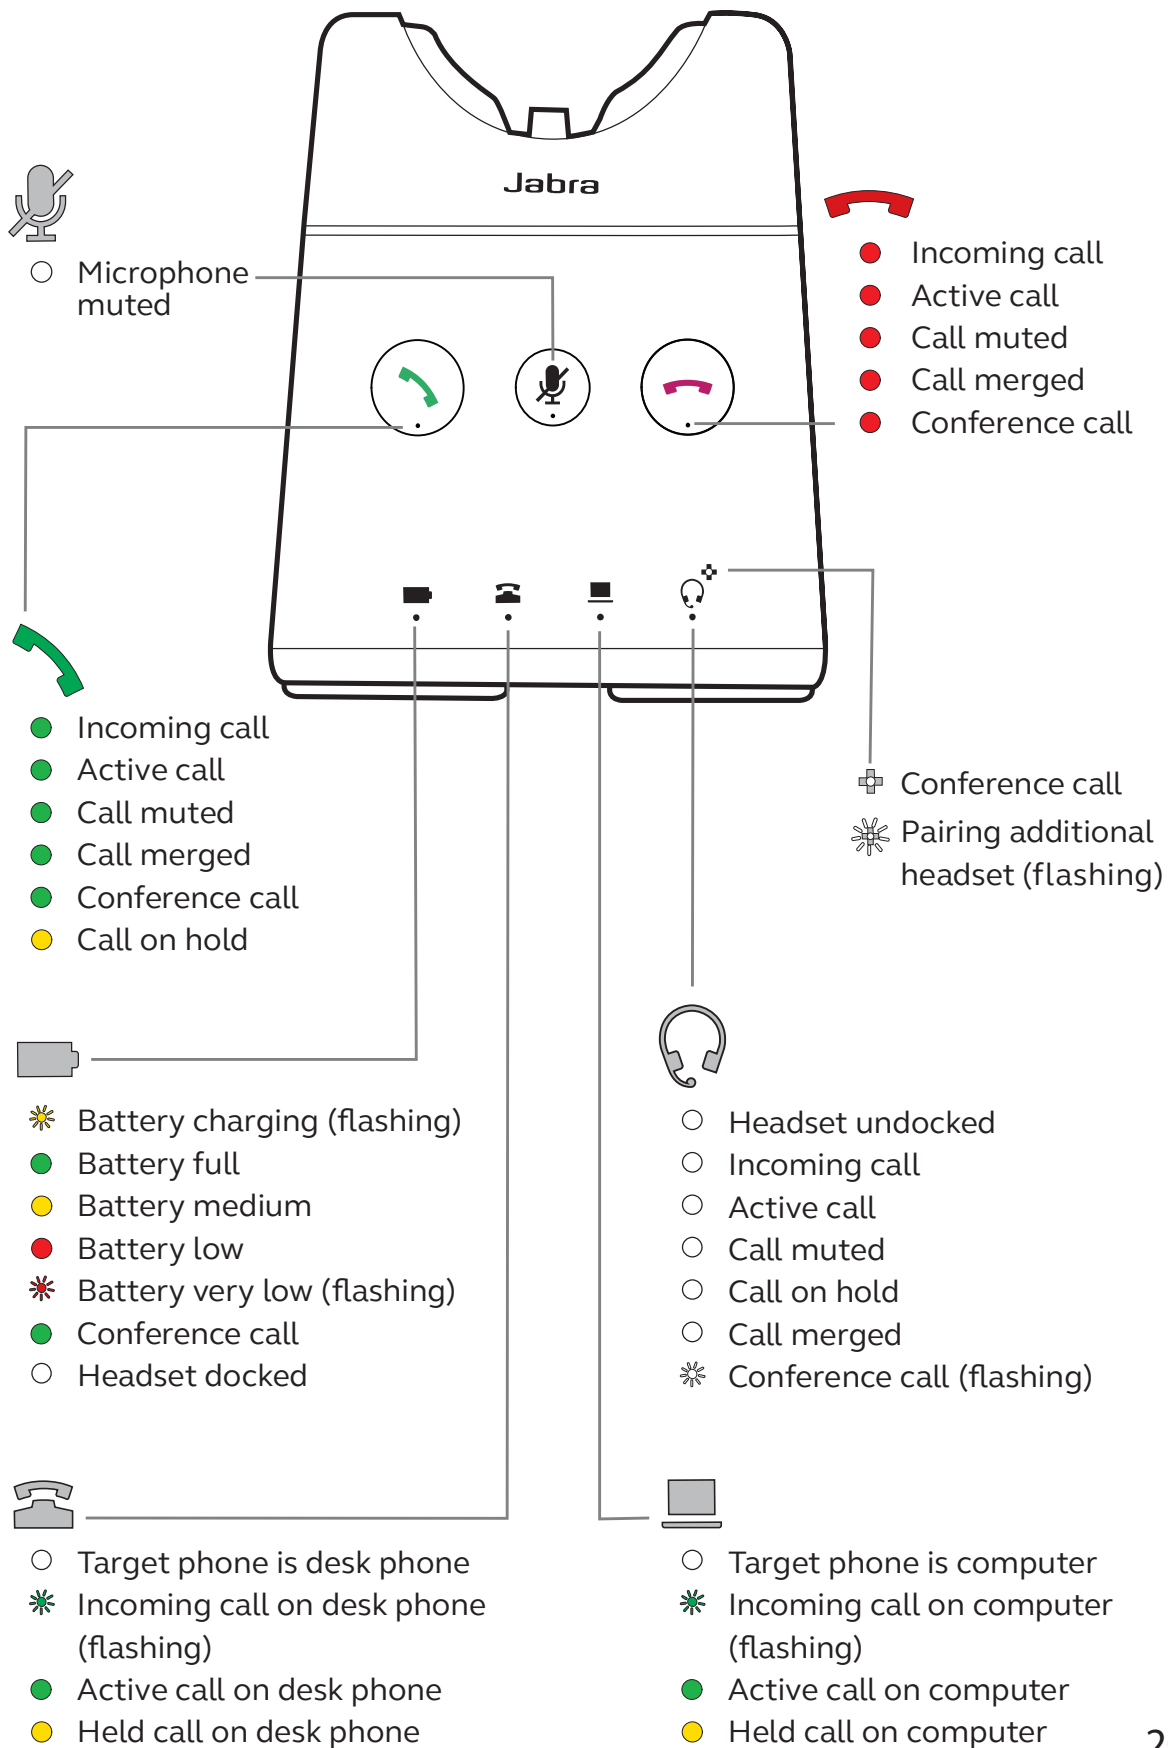 Jabra
Microphone
muted
Incoming call
Active call
Call muted
Call merged
Conference call
Incoming call
Active call
Call muted
Call merged
Conference call
Call on hold
Conference call
Pairing additional
headset (flashing)
Battery charging (flashing)
Battery full
Battery medium
Battery low
Battery very low (flashing)
Conference call
Headset docked
Headset undocked
Incoming call
Active call
Call muted
Call on hold
Call merged
Conference call (flashing)
Target phone is desk phone
Incoming call on desk phone
(flashing)
Active call on desk phone
Held call on desk phone
Target phone is computer
Incoming call on computer
(flashing)
Active call on computer
Held call on computer
2